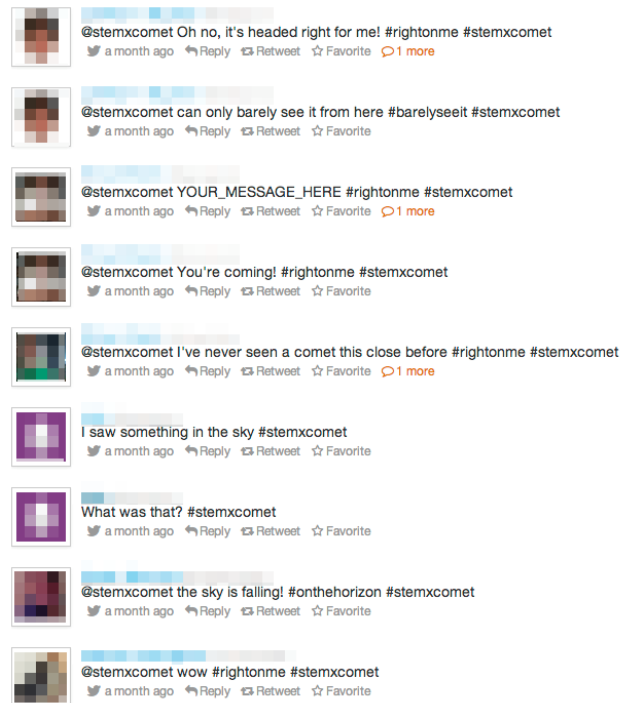 @stemxcomet Oh no, it's headed right for me! #rightonme #stemxcomet
a month ago Reply Retweet Favorite 1 more
@stemxcomet can only barely see it from here #barelyseeit #stemxcomet
a month ago Reply Retweet Favorite
@stemxcomet YOUR_MESSAGE_HERE #rightonme #stemxcomet
a month ago Reply Retweet Favorite 1 more
@stemxcomet You're coming! #rightonme #stemxcomet
a month ago Reply Retweet Favorite
@stemxcomet I've never seen a comet this close before #rightonme #stemxcomet
a month ago Reply Retweet Favorite 1 more
I saw something in the sky #stemxcomet
a month ago Reply Retweet Favorite
What was that? #stemxcomet
a month ago Reply Retweet Favorite
@stemxcomet the sky is falling! #onthehorizon #stemxcomet
a month ago Reply Retweet Favorite
@stemxcomet wow #rightonme #stemxcomet
a month ago Reply Retweet Favorite